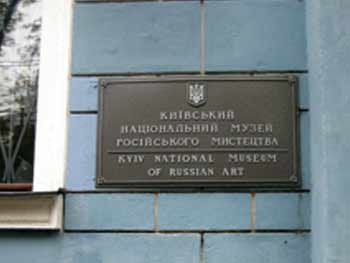 КИЇВСЬКИЙ
НАЦІОНАЛЬНИЙ МУЗЕЙ
РОСІЙСЬКОГО МИСТЕЦТВА
KYIV NATIONAL MUSEUM
OF RUSSIAN ART